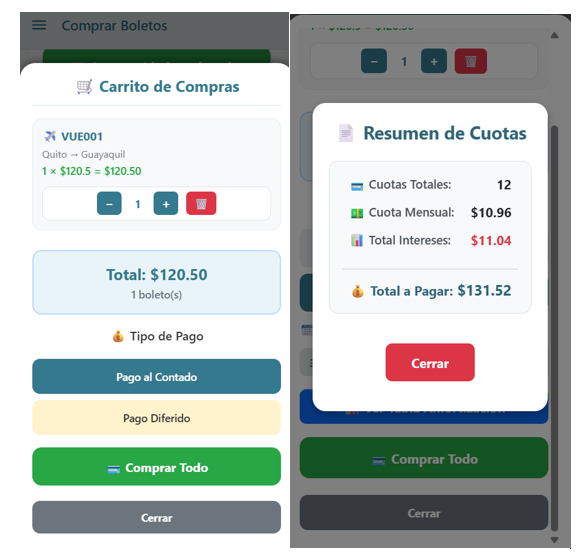 Comprar Boletos
Carrito de Compras
VUE001
Quito → Guayaquil
1 × $120.5 = $120.50
− 1 +
Total: $120.50
1 boleto(s)
Tipo de Pago
Pago al Contado
Pago Diferido
Comprar Todo
Cerrar
1 × $120.5 = $120.50
− 1 +
Resumen de Cuotas
Cuotas Totales: 12
Cuota Mensual: $10.96
Total Intereses: $11.04
Total a Pagar: $131.52
Cerrar
Comprar Todo
Cerrar